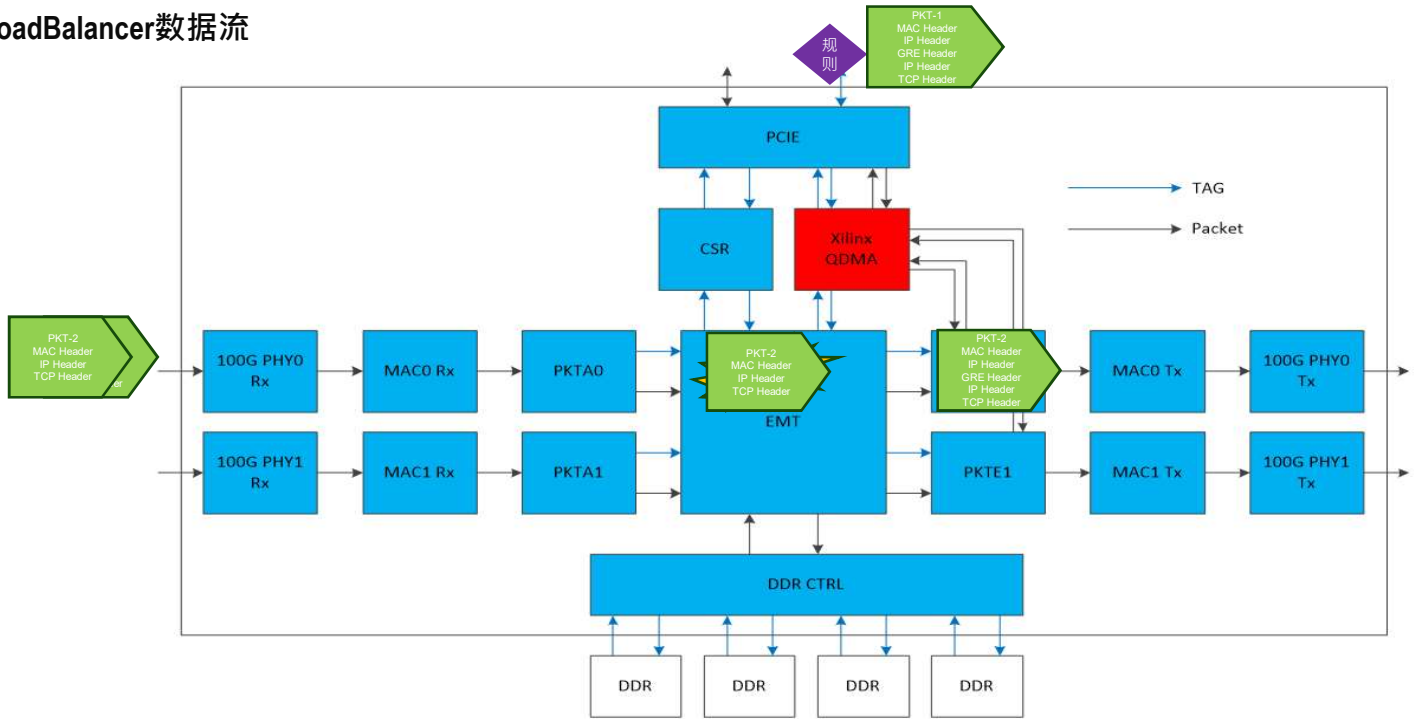 oadBalancer数据流
规
则
PKT-1
MAC Header
IP Header
GRE Header
IP Header
TCP Header
PCIE
TAG
Packet
CSR
Xilinx
QDMA
PKT-2
MAC Header
IP Header
TCP Header
er
100G PHY0
Rx
MAC0 Rx
PKTA0
PKT-2
MAC Header
IP Header
TCP Header
EMT
PKT-2
MAC Header
IP Header
GRE Header
IP Header
TCP Header
MAC0 Tx
100G PHY0
Tx
100G PHY1
Rx
MAC1 Rx
PKTA1
PKTE1
MAC1 Tx
100G PHY1
Tx
DDR CTRL
DDR
DDR
DDR
DDR